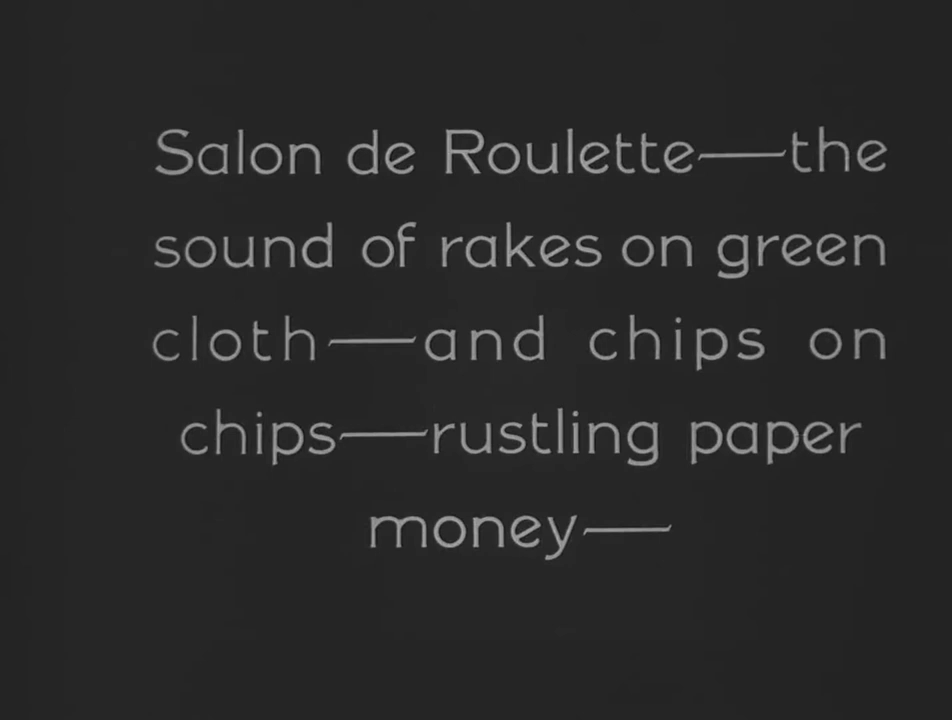 Salon de Roulette—the
sound of rakes on green
cloth—and chips on
chips—rustling paper
money—